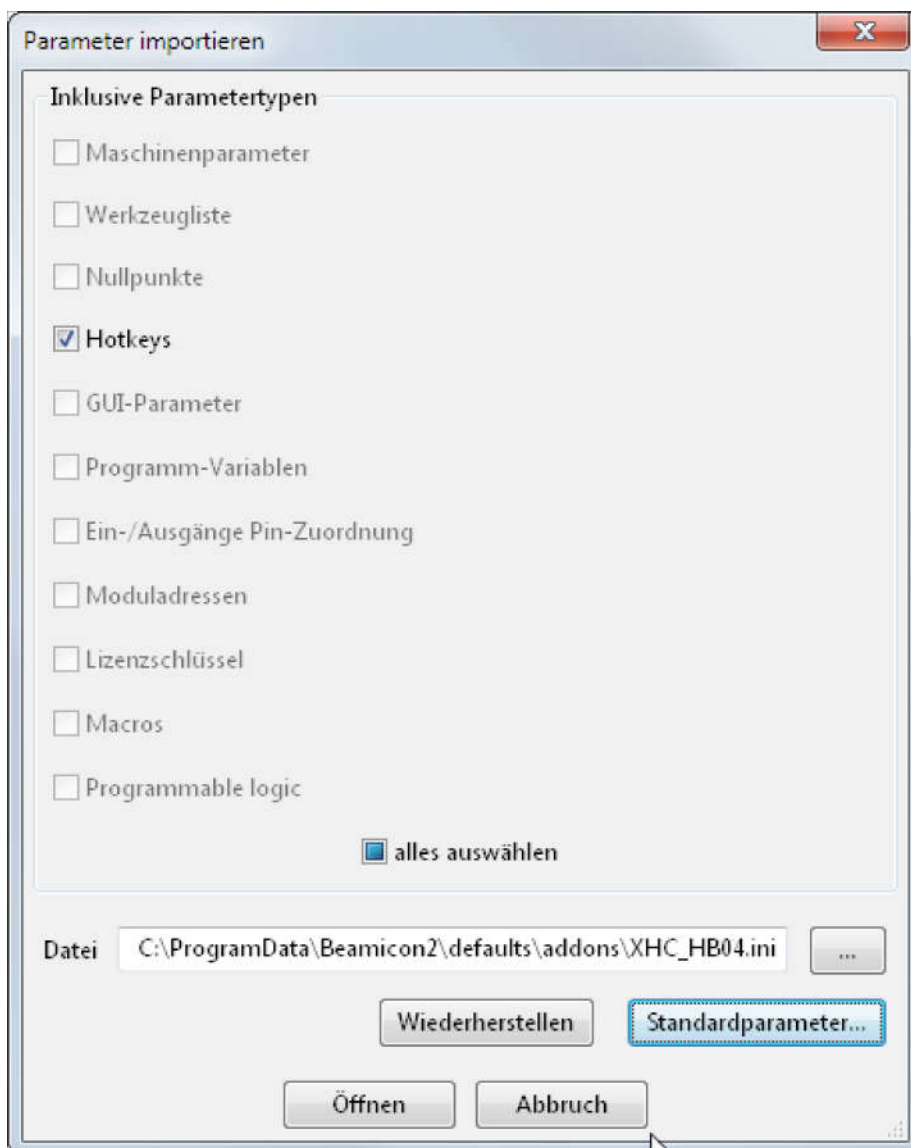 Parameter importieren
Inklusive Parametertypen
Maschinenparameter
Werkzeugliste
Nullpunkte
Hotkeys
GUI-Parameter
Programm-Variablen
Ein-/Ausgänge Pin-Zuordnung
Moduladressen
Lizenzschlüssel
Macros
Programmable logic
alles auswählen
Datei C:\ProgramData\Beamicon2\defaults\addons\XHC_HB04.ini ...
Wiederherstellen Standardparameter...
Öffnen Abbruch